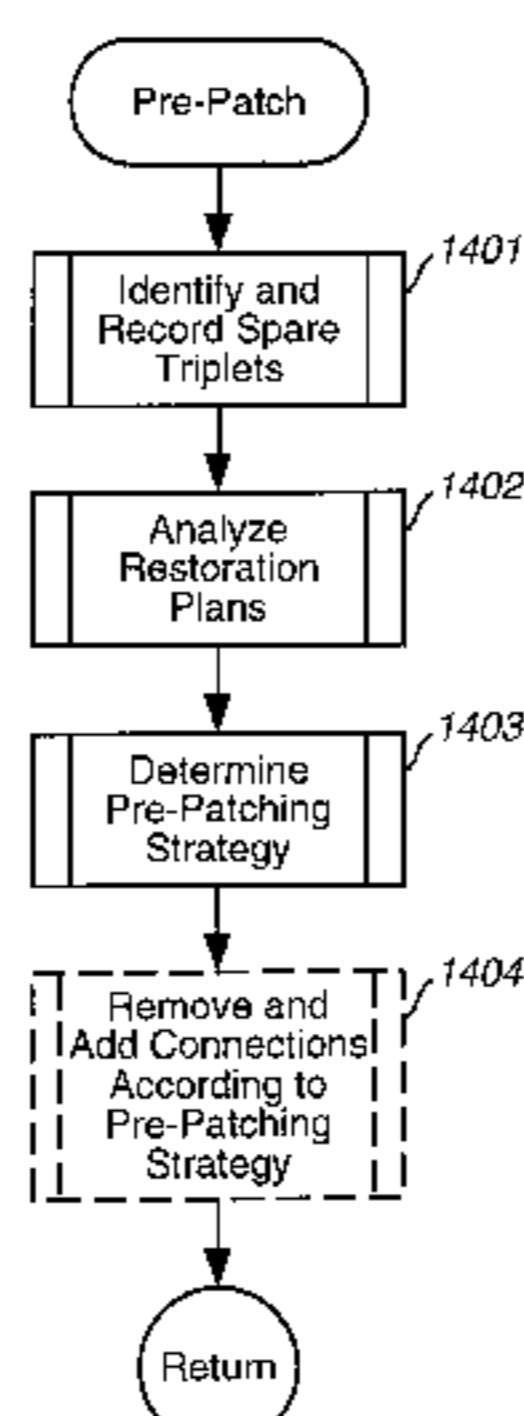 Pre-Patch
1401
Identify and
Record Spare
Triplets
1402
Analyze
Restoration
Plans
1403
Determine
Pre-Patching
Strategy
1404
Remove and
Add Connections
According to
Pre-Patching
Strategy
Return